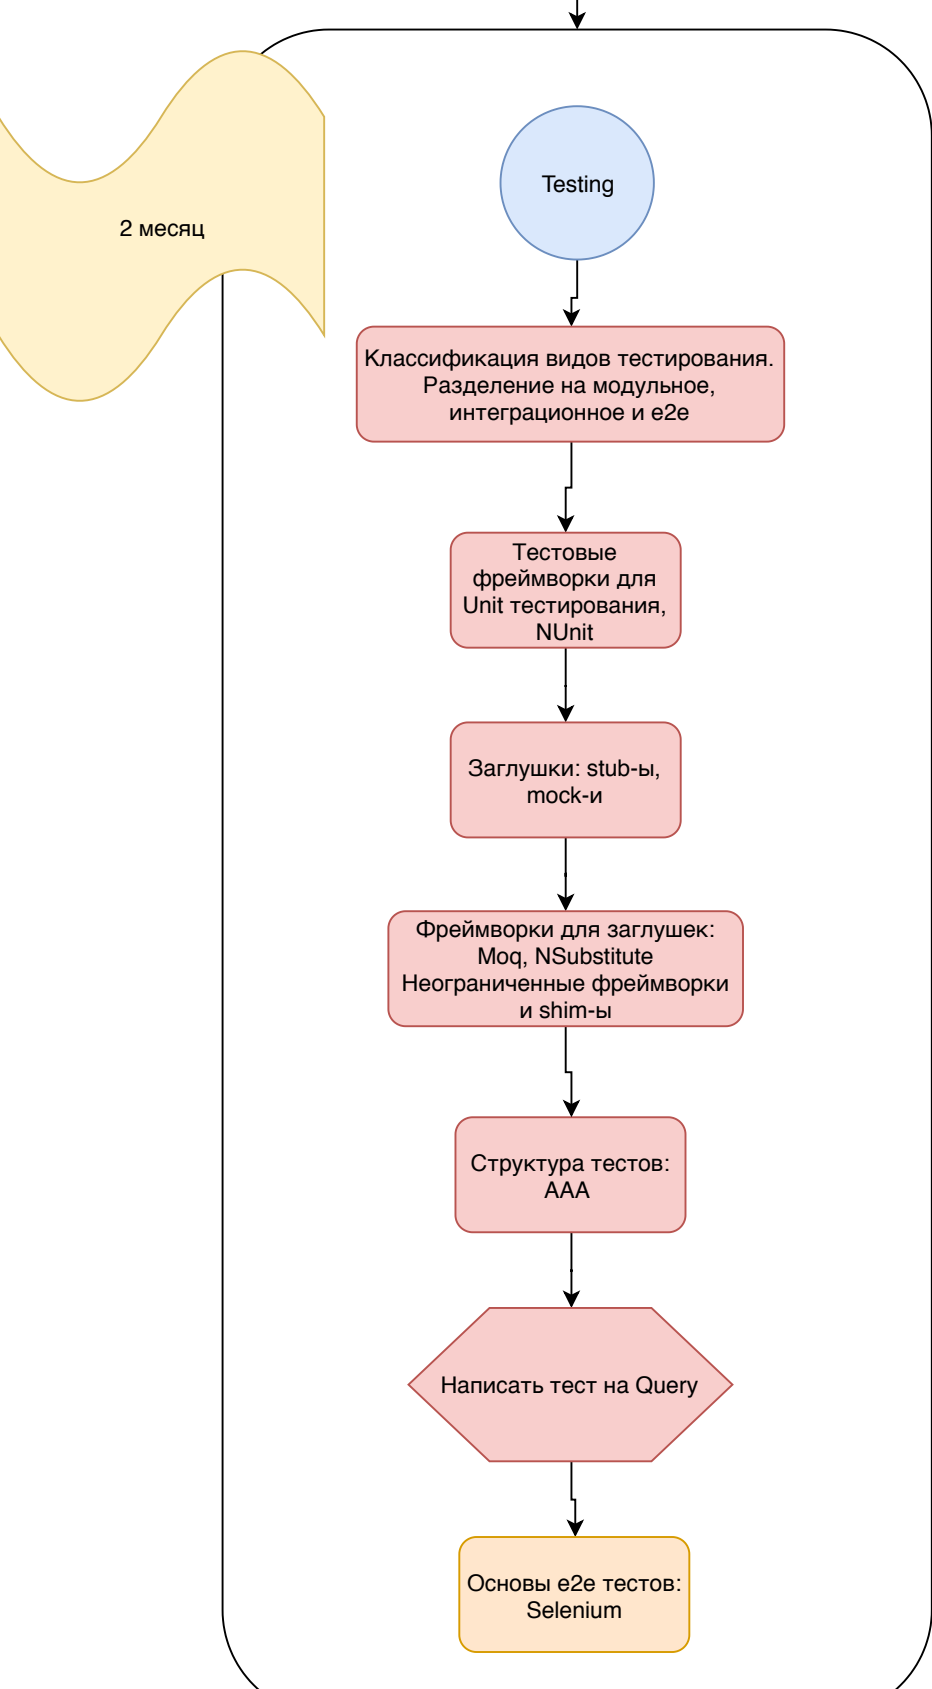 Testing
2 месяц
Классификация видов тестирования.
Разделение на модульное,
интеграционное и e2e
Тестовые
фреймворки для
Unit тестирования,
NUnit
Заглушки: stub-ы,
mock-и
Фреймворки для заглушек:
Moq, NSubstitute
Неограниченные фреймворки
и shim-ы
Структура тестов:
AAA
Написать тест на Query
Основы e2e тестов:
Selenium